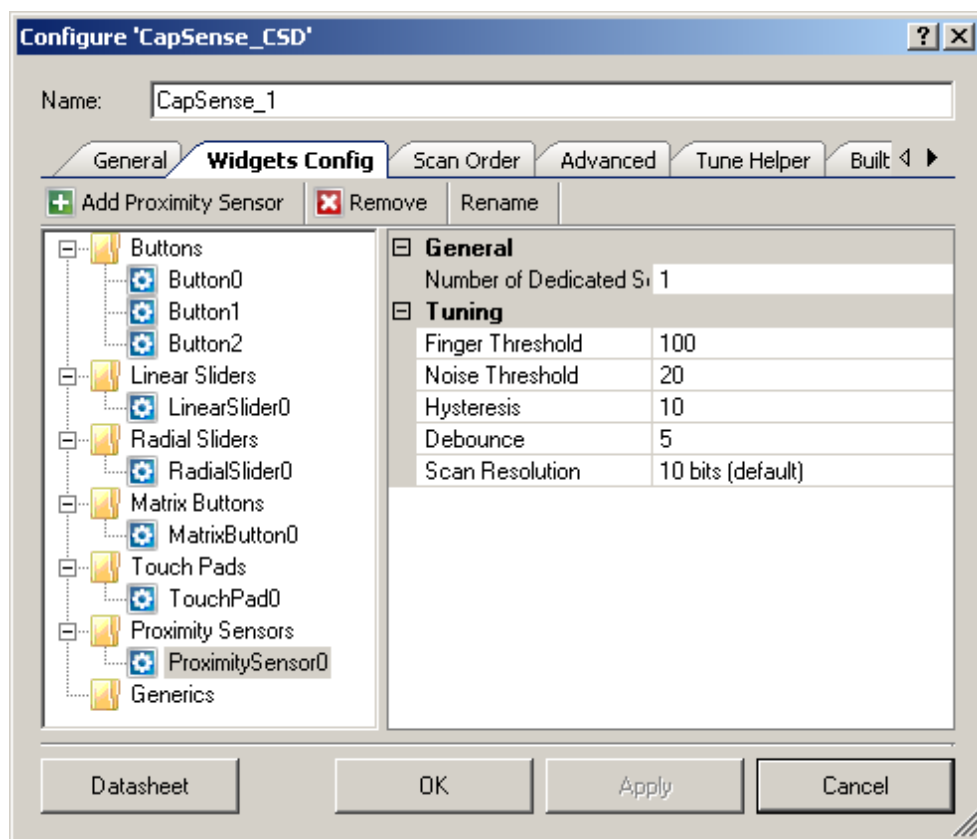 Configure 'CapSense_CSD'
Name: CapSense_1
General Widgets Config Scan Order Advanced Tune Helper Built
Add Proximity Sensor Remove Rename
Buttons
Button0
Button1
Button2
Linear Sliders
LinearSlider0
Radial Sliders
RadialSlider0
Matrix Buttons
MatrixButton0
Touch Pads
TouchPad0
Proximity Sensors
ProximitySensor0
Generics
General
Number of Dedicated S 1
Tuning
Finger Threshold 100
Noise Threshold 20
Hysteresis 10
Debounce 5
Scan Resolution 10 bits (default)
Datasheet OK Apply Cancel